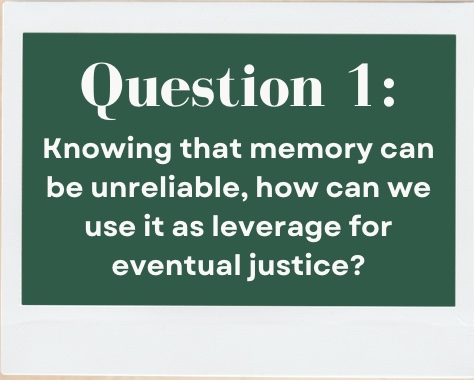 Question 1:
Knowing that memory can
be unreliable, how can we
use it as leverage for
eventual justice?